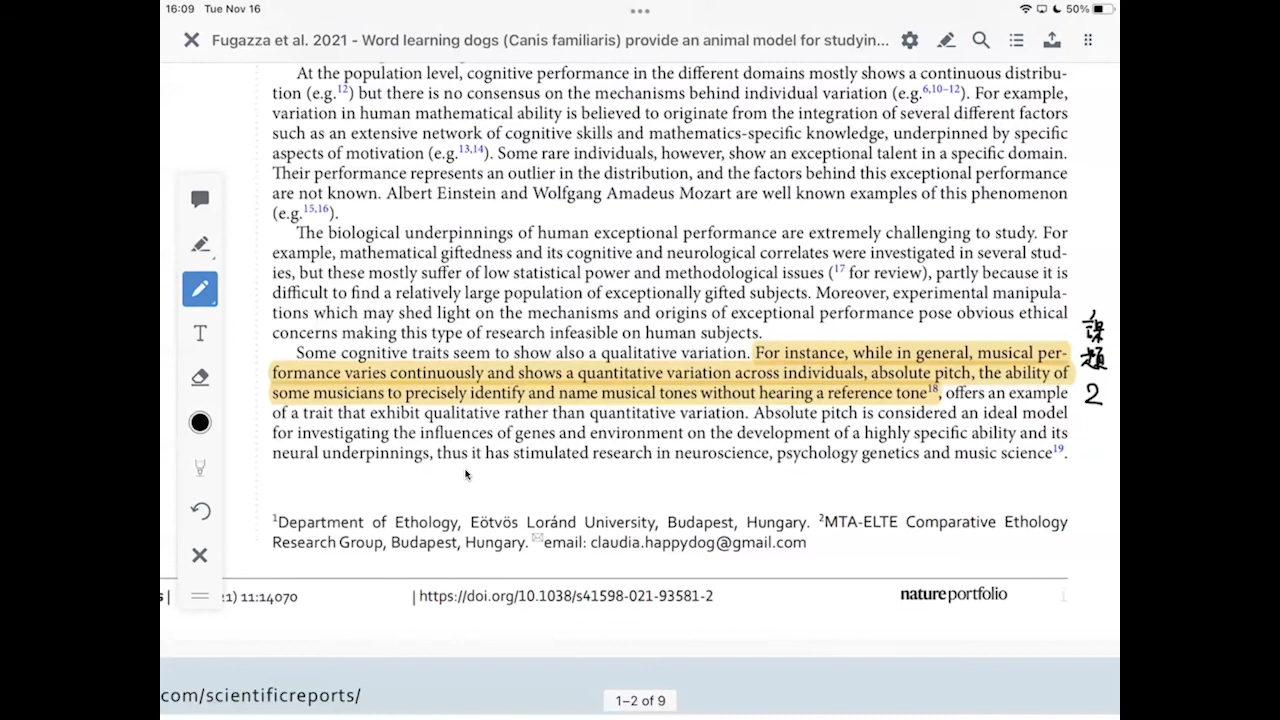 16:09 Tue Nov 16
50%
Fugazza et al. 2021 - Word learning dogs (Canis familiaris) provide an animal model for studyin...
At the population level, cognitive performance in the different domains mostly shows a continuous distribu-
tion (e.g.12) but there is no consensus on the mechanisms behind individual variation (e.g.6,10–12). For example,
variation in human mathematical ability is believed to originate from the integration of several different factors
such as an extensive network of cognitive skills and mathematics-specific knowledge, underpinned by specific
aspects of motivation (e.g.13,14). Some rare individuals, however, show an exceptional talent in a specific domain.
Their performance represents an outlier in the distribution, and the factors behind this exceptional performance
are not known. Albert Einstein and Wolfgang Amadeus Mozart are well known examples of this phenomenon
(e.g.15,16).
The biological underpinnings of human exceptional performance are extremely challenging to study. For
example, mathematical giftedness and its cognitive and neurological correlates were investigated in several stud-
ies, but these mostly suffer of low statistical power and methodological issues (17 for review), partly because it is
difficult to find a relatively large population of exceptionally gifted subjects. Moreover, experimental manipula-
tions which may shed light on the mechanisms and origins of exceptional performance pose obvious ethical
concerns making this type of research infeasible on human subjects.
Some cognitive traits seem to show also a qualitative variation. For instance, while in general, musical per-
formance varies continuously and shows a quantitative variation across individuals, absolute pitch, the ability of
some musicians to precisely identify and name musical tones without hearing a reference tone18, offers an example
of a trait that exhibit qualitative rather than quantitative variation. Absolute pitch is considered an ideal model
for investigating the influences of genes and environment on the development of a highly specific ability and its
neural underpinnings, thus it has stimulated research in neuroscience, psychology genetics and music science19.
課題2
1Department of Ethology, Eötvös Loránd University, Budapest, Hungary. 2MTA-ELTE Comparative Ethology
Research Group, Budapest, Hungary. email: claudia.happydog@gmail.com
21) 11:14070 | https://doi.org/10.1038/s41598-021-93581-2 natureportfolio 1
com/scientificreports/
1–2 of 9